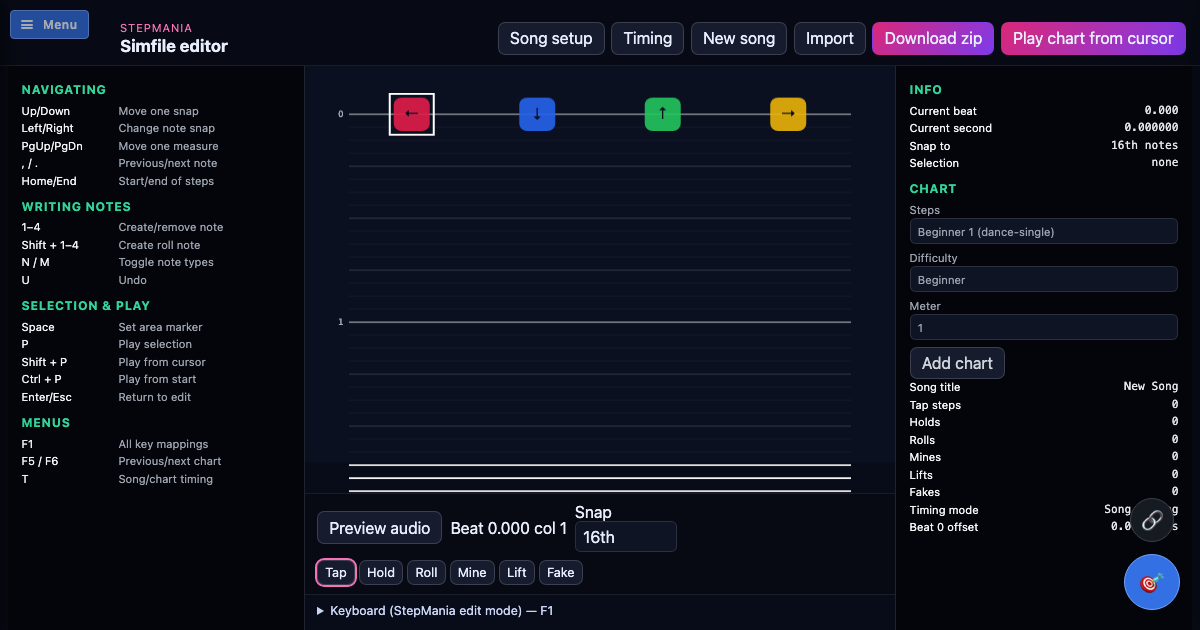 Menu
STEPMANIA
Simfile editor
Song setup
Timing
New song
Import
Download zip
Play chart from cursor
NAVIGATING
Up/Down Move one snap
Left/Right Change note snap
PgUp/PgDn Move one measure
, / . Previous/next note
Home/End Start/end of steps
WRITING NOTES
1–4 Create/remove note
Shift + 1–4 Create roll note
N / M Toggle note types
U Undo
SELECTION & PLAY
Space Set area marker
P Play selection
Shift + P Play from cursor
Ctrl + P Play from start
Enter/Esc Return to edit
MENUS
F1 All key mappings
F5 / F6 Previous/next chart
T Song/chart timing
0
← ↓ ↑ →
1
Preview audio
Beat 0.000 col 1
Snap
16th
Tap
Hold
Roll
Mine
Lift
Fake
Keyboard (StepMania edit mode) — F1
INFO
Current beat 0.000
Current second 0.000000
Snap to 16th notes
Selection none
CHART
Steps
Beginner 1 (dance-single)
Difficulty
Beginner
Meter
1
Add chart
Song title New Song
Tap steps 0
Holds 0
Rolls 0
Mines 0
Lifts 0
Fakes 0
Timing mode Song
Beat 0 offset